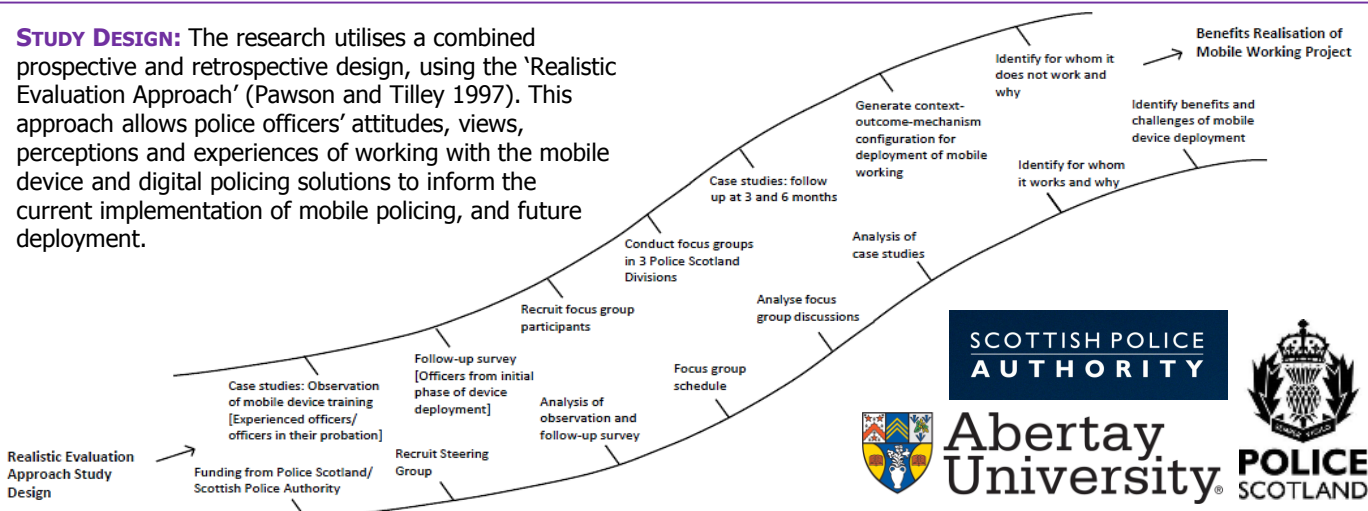 STUDY DESIGN: The research utilises a combined
prospective and retrospective design, using the ‘Realistic
Evaluation Approach’ (Pawson and Tilley 1997). This
approach allows police officers’ attitudes, views,
perceptions and experiences of working with the mobile
device and digital policing solutions to inform the
current implementation of mobile policing, and future
deployment.
Realistic Evaluation
Approach Study
Design
Funding from Police Scotland/
Scottish Police Authority
Case studies: Observation
of mobile device training
[Experienced officers/
officers in their probation]
Recruit Steering
Group
Follow-up survey
[Officers from initial
phase of device
deployment]
Analysis of
observation and
follow-up survey
Recruit focus group
participants
Focus group
schedule
Conduct focus groups
in 3 Police Scotland
Divisions
Analyse focus
group discussions
Case studies: follow
up at 3 and 6 months
Analysis of
case studies
Generate context-
outcome-mechanism
configuration for
deployment of mobile
working
Identify for whom
it works and why
Identify for whom it
does not work and
why
Identify benefits and
challenges of mobile
device deployment
Benefits Realisation of
Mobile Working Project
SCOTTISH POLICE
AUTHORITY
Abertay
University
POLICE
SCOTLAND